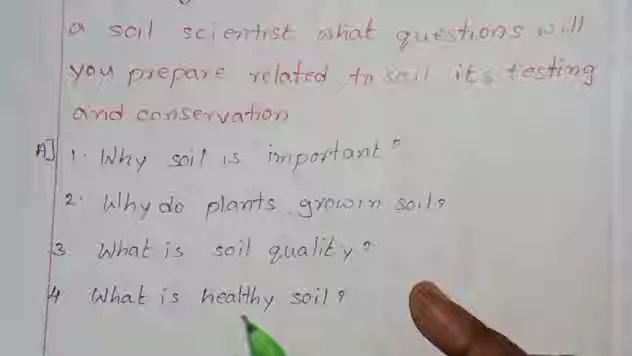 a soil scientist what questions will
you prepare related to soil its testing
and conservation
A] 1. Why soil is important?
2. Why do plants grow in soil?
3 What is soil quality?
4 What is healthy soil?